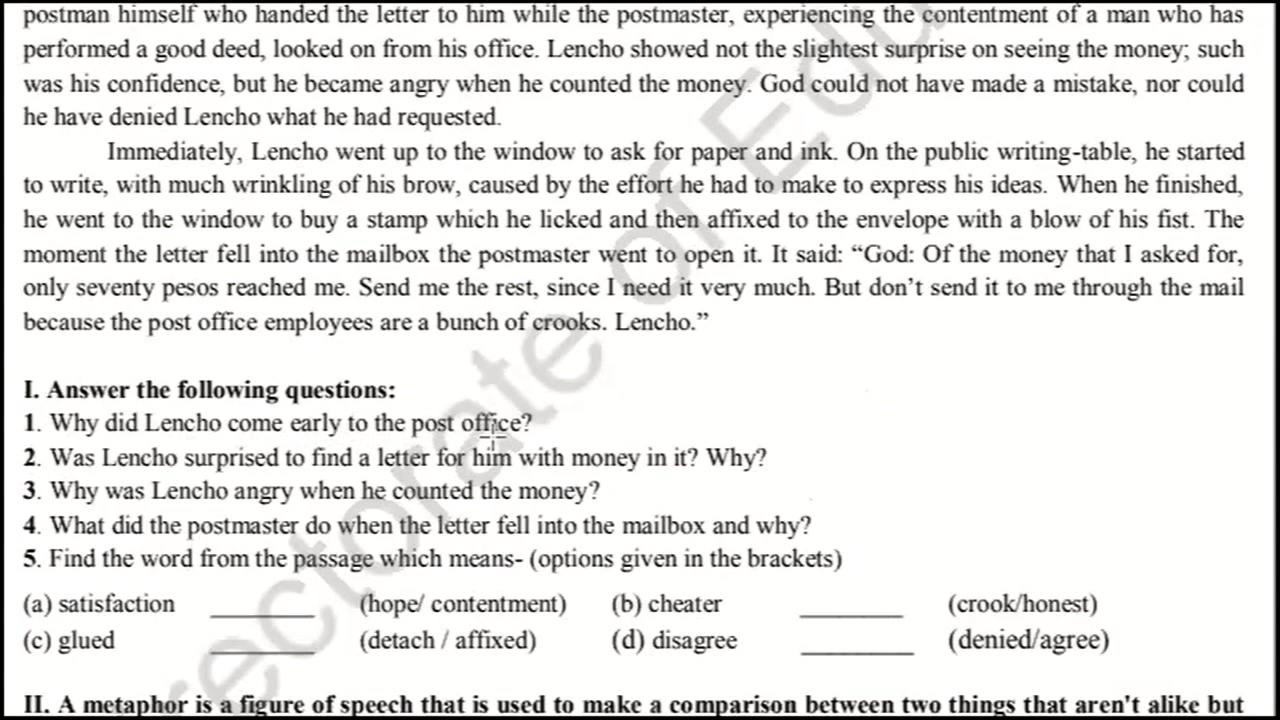 postman himself who handed the letter to him while the postmaster, experiencing the contentment of a man who has
performed a good deed, looked on from his office. Lencho showed not the slightest surprise on seeing the money; such
was his confidence, but he became angry when he counted the money. God could not have made a mistake, nor could
he have denied Lencho what he had requested.
Immediately, Lencho went up to the window to ask for paper and ink. On the public writing-table, he started
to write, with much wrinkling of his brow, caused by the effort he had to make to express his ideas. When he finished,
he went to the window to buy a stamp which he licked and then affixed to the envelope with a blow of his fist. The
moment the letter fell into the mailbox the postmaster went to open it. It said: “God: Of the money that I asked for,
only seventy pesos reached me. Send me the rest, since I need it very much. But don’t send it to me through the mail
because the post office employees are a bunch of crooks. Lencho.”
I. Answer the following questions:
1. Why did Lencho come early to the post office?
2. Was Lencho surprised to find a letter for him with money in it? Why?
3. Why was Lencho angry when he counted the money?
4. What did the postmaster do when the letter fell into the mailbox and why?
5. Find the word from the passage which means- (options given in the brackets)
(a) satisfaction ________ (hope/ contentment) (b) cheater ________ (crook/honest)
(c) glued ________ (detach / affixed) (d) disagree _________ (denied/agree)
II. A metaphor is a figure of speech that is used to make a comparison between two things that aren't alike but
rectorate of Edu